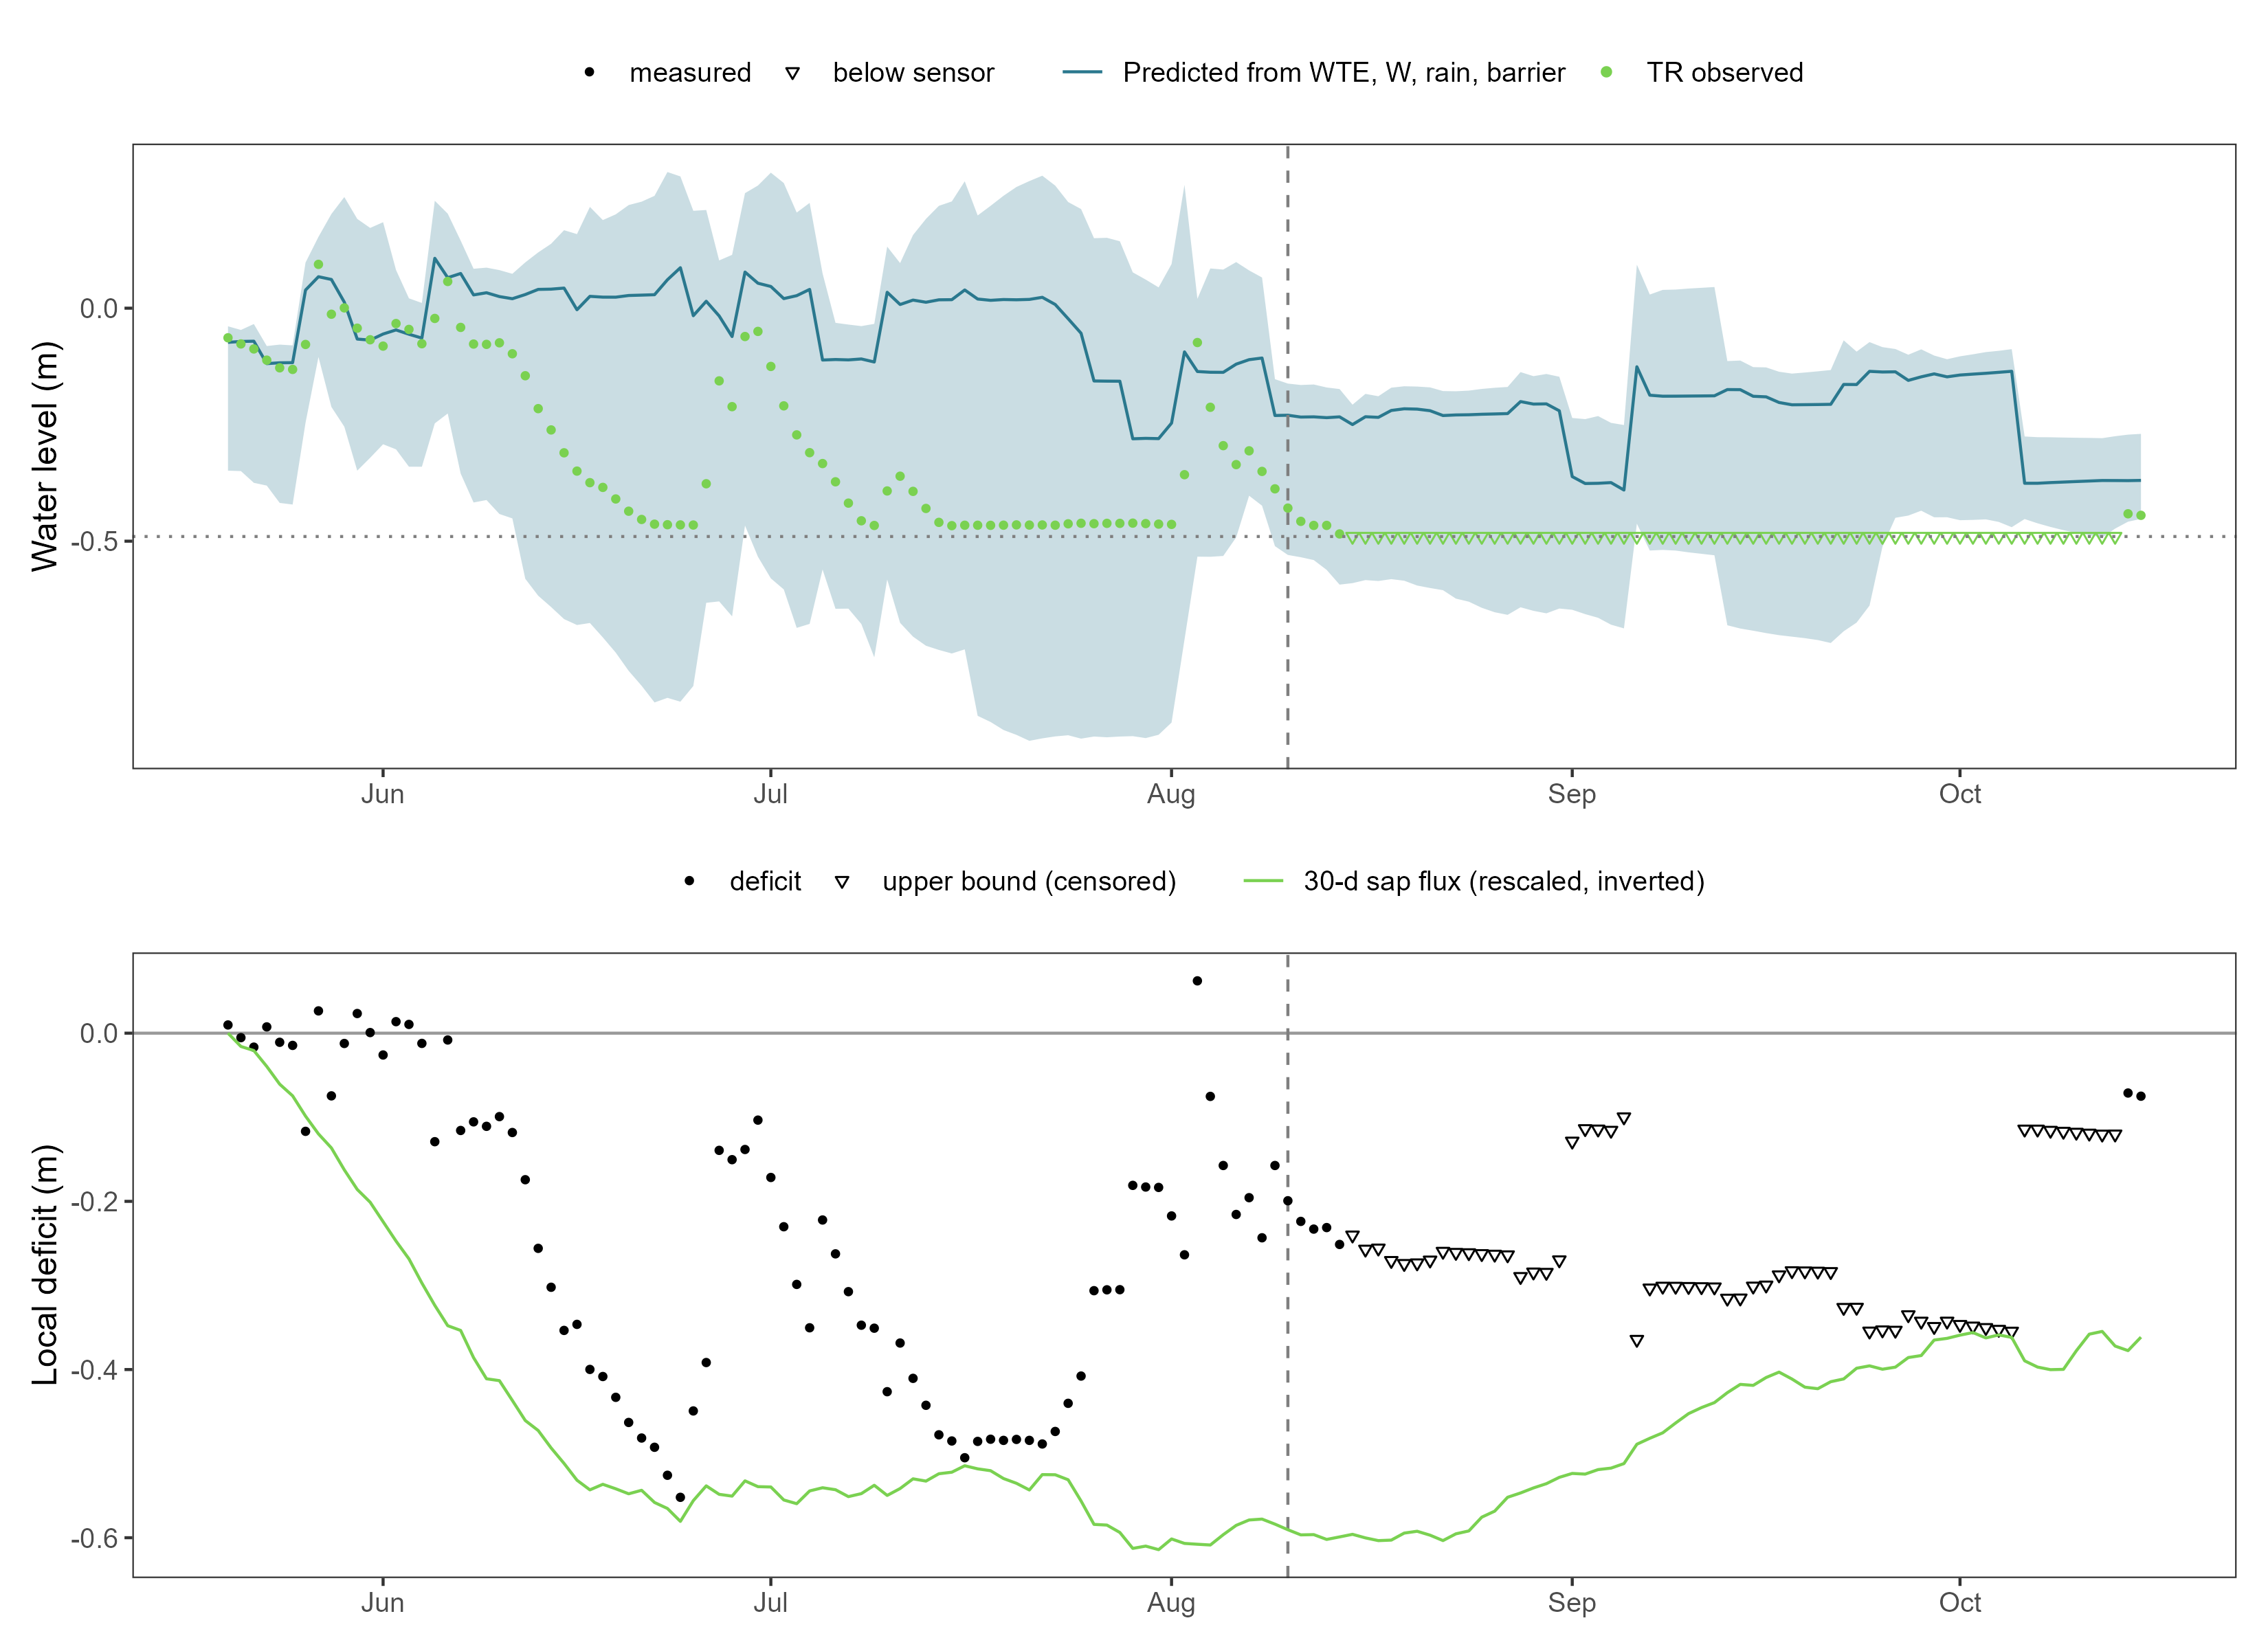 measured below sensor Predicted from WTE, W, rain, barrier TR observed
Water level (m)
0.0
-0.5
Jun Jul Aug Sep Oct
deficit upper bound (censored) 30-d sap flux (rescaled, inverted)
Local deficit (m)
0.0
-0.2
-0.4
-0.6
Jun Jul Aug Sep Oct